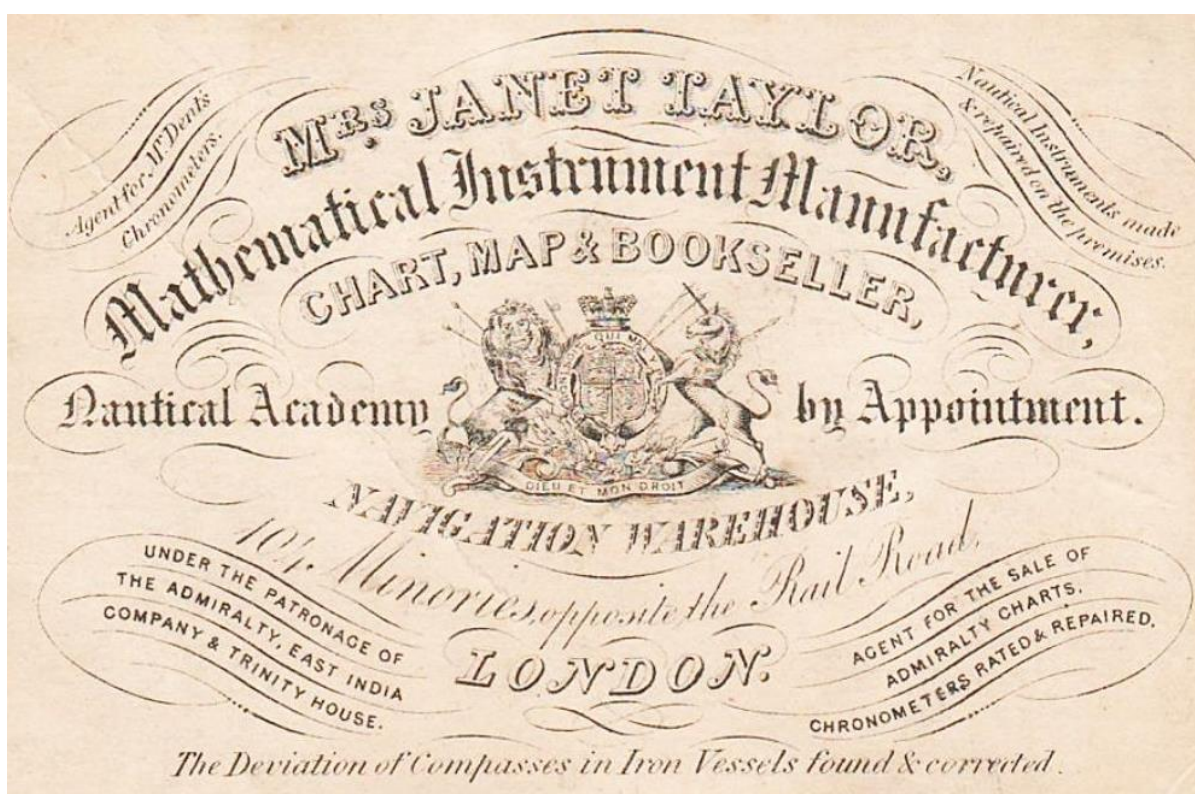 Agent for Mr. Dent's
Chronometers.
Nautical Instruments made
& repaired on the premises.
MRS. JANET TAYLOR,
Mathematical Instrument Manufacturer,
CHART, MAP & BOOKSELLER,
HONI QUI MAL Y
Nautical Academy by Appointment.
DIEU ET MON DROIT
NAVIGATION WAREHOUSE,
104, Minories, opposite the Rail Road,
LONDON.
UNDER THE PATRONAGE OF
THE ADMIRALTY, EAST INDIA
COMPANY & TRINITY HOUSE.
AGENT FOR THE SALE OF
ADMIRALTY CHARTS,
CHRONOMETERS RATED & REPAIRED.
The Deviation of Compasses in Iron Vessels found & corrected.